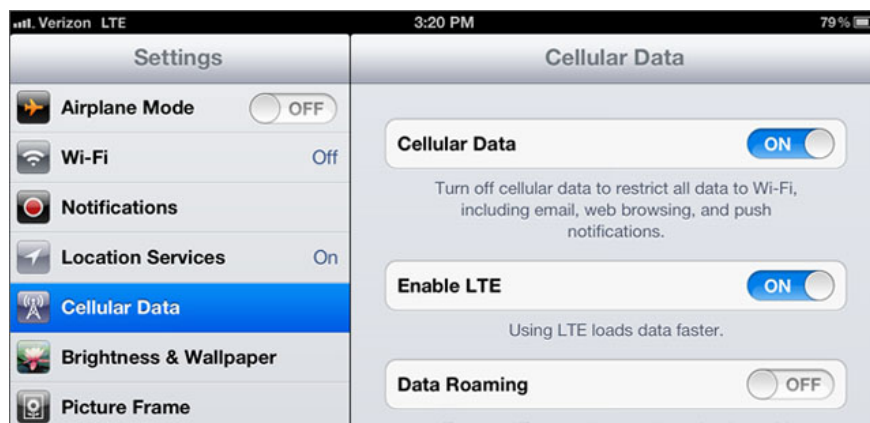 Verizon LTE 3:20 PM 79%
Settings
Cellular Data
Airplane Mode OFF
Wi-Fi Off
Notifications
Location Services On
Cellular Data
Brightness & Wallpaper
Picture Frame
Cellular Data ON
Turn off cellular data to restrict all data to Wi-Fi,
including email, web browsing, and push
notifications.
Enable LTE ON
Using LTE loads data faster.
Data Roaming OFF